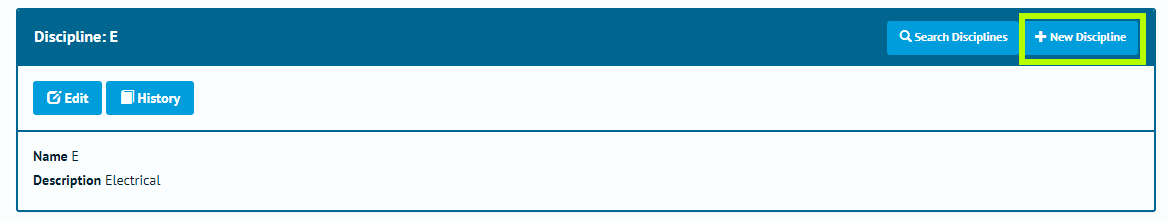 Discipline: E
Search Disciplines
New Discipline
Edit
History
Name E
Description Electrical